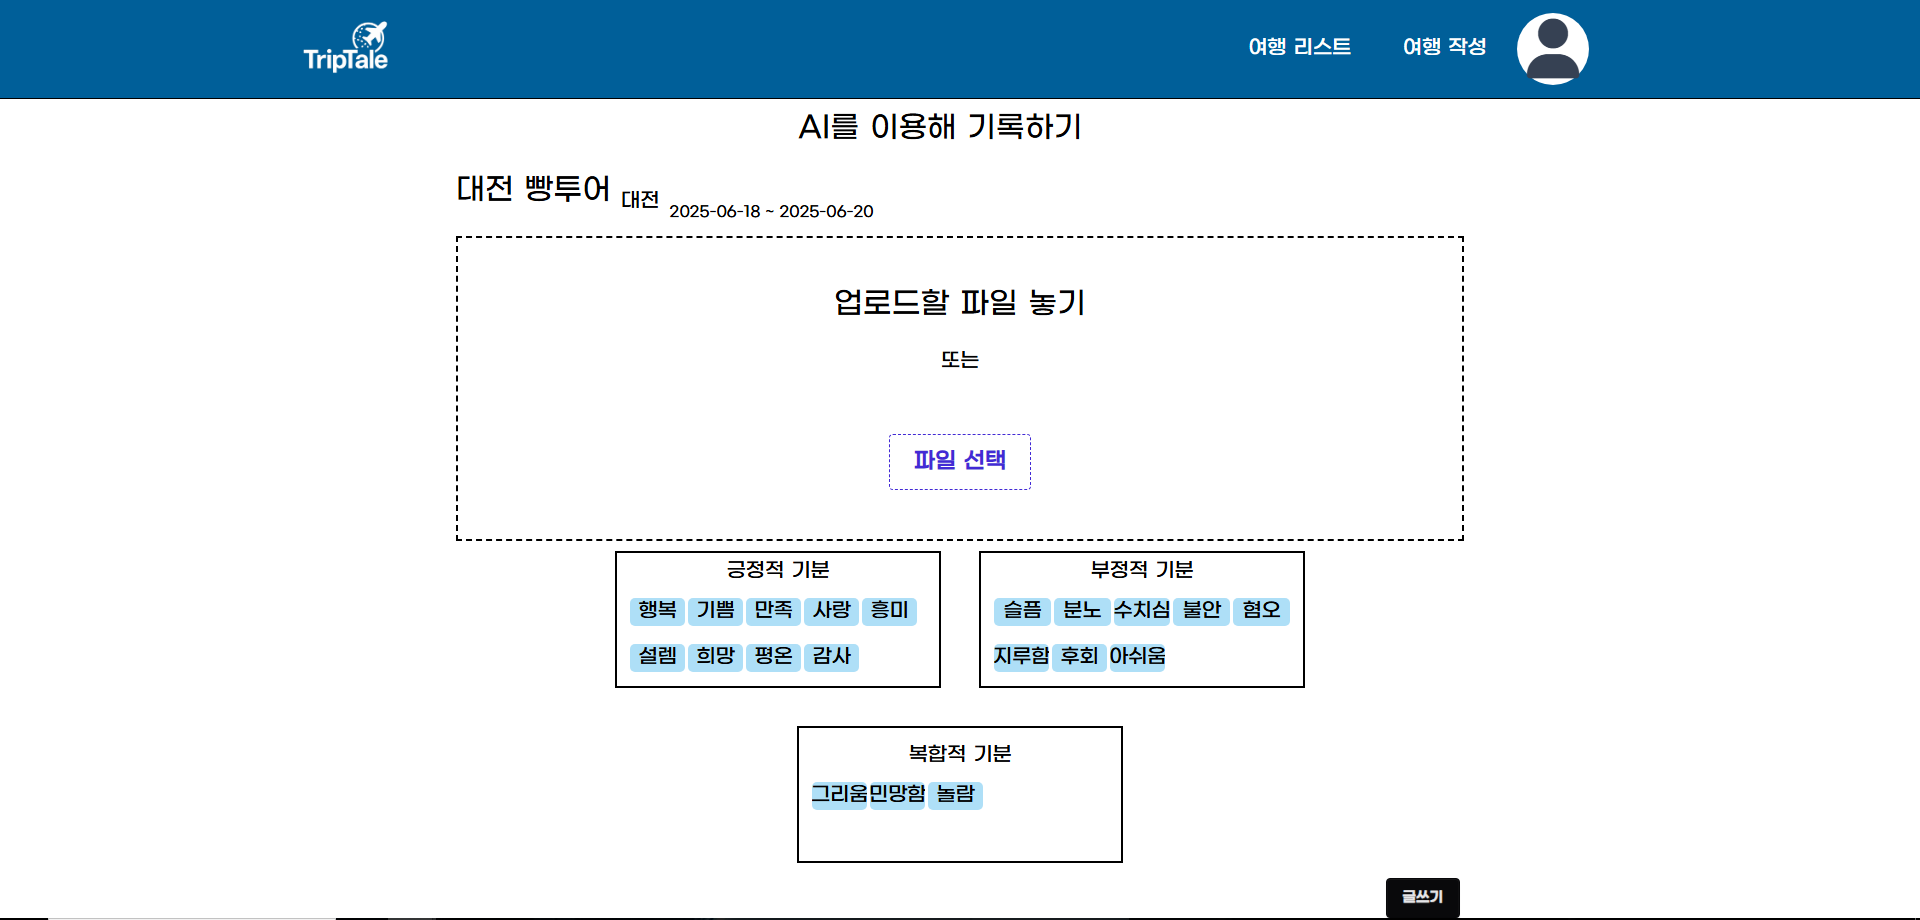 TripTale
여행 리스트 여행 작성
AI를 이용해 기록하기
대전 빵투어 대전 2025-06-18 ~ 2025-06-20
업로드할 파일 놓기
또는
파일 선택
긍정적 기분
행복 기쁨 만족 사랑 흥미
설렘 희망 평온 감사
부정적 기분
슬픔 분노 수치심 불안 혐오
지루함 후회 아쉬움
복합적 기분
그리움 민망함 놀람
글쓰기